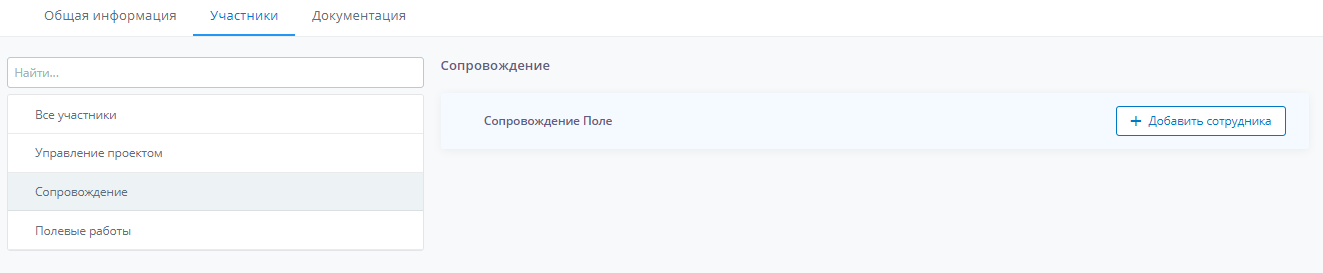 Общая информация Участники Документация
Найти...
Сопровождение
Все участники
Сопровождение Поле + Добавить сотрудника
Управление проектом
Сопровождение
Полевые работы